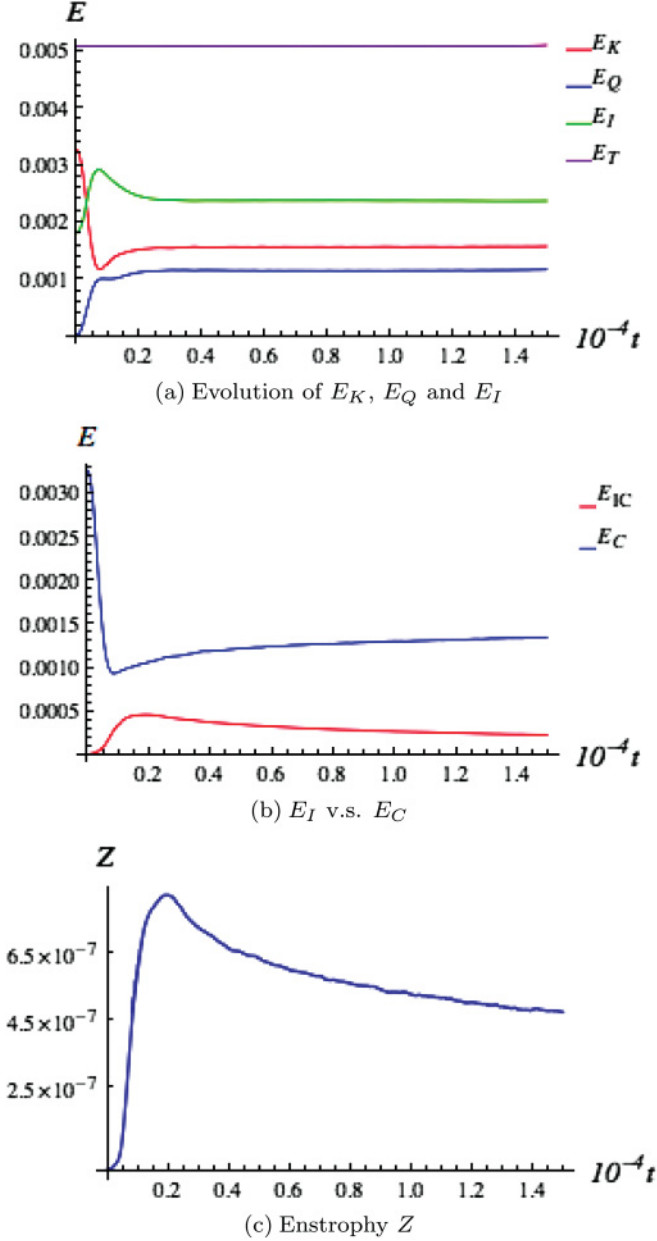 E
0.005
0.004
0.003
0.002
0.001
0.2 0.4 0.6 0.8 1.0 1.2 1.4
10⁻⁴t
E_K
E_Q
E_I
E_T
(a) Evolution of E_K, E_Q and E_I
E
0.0030
0.0025
0.0020
0.0015
0.0010
0.0005
0.2 0.4 0.6 0.8 1.0 1.2 1.4
10⁻⁴t
E_IC
E_C
(b) E_I v.s. E_C
Z
6.5×10⁻⁷
4.5×10⁻⁷
2.5×10⁻⁷
0.2 0.4 0.6 0.8 1.0 1.2 1.4
10⁻⁴t
(c) Enstrophy Z